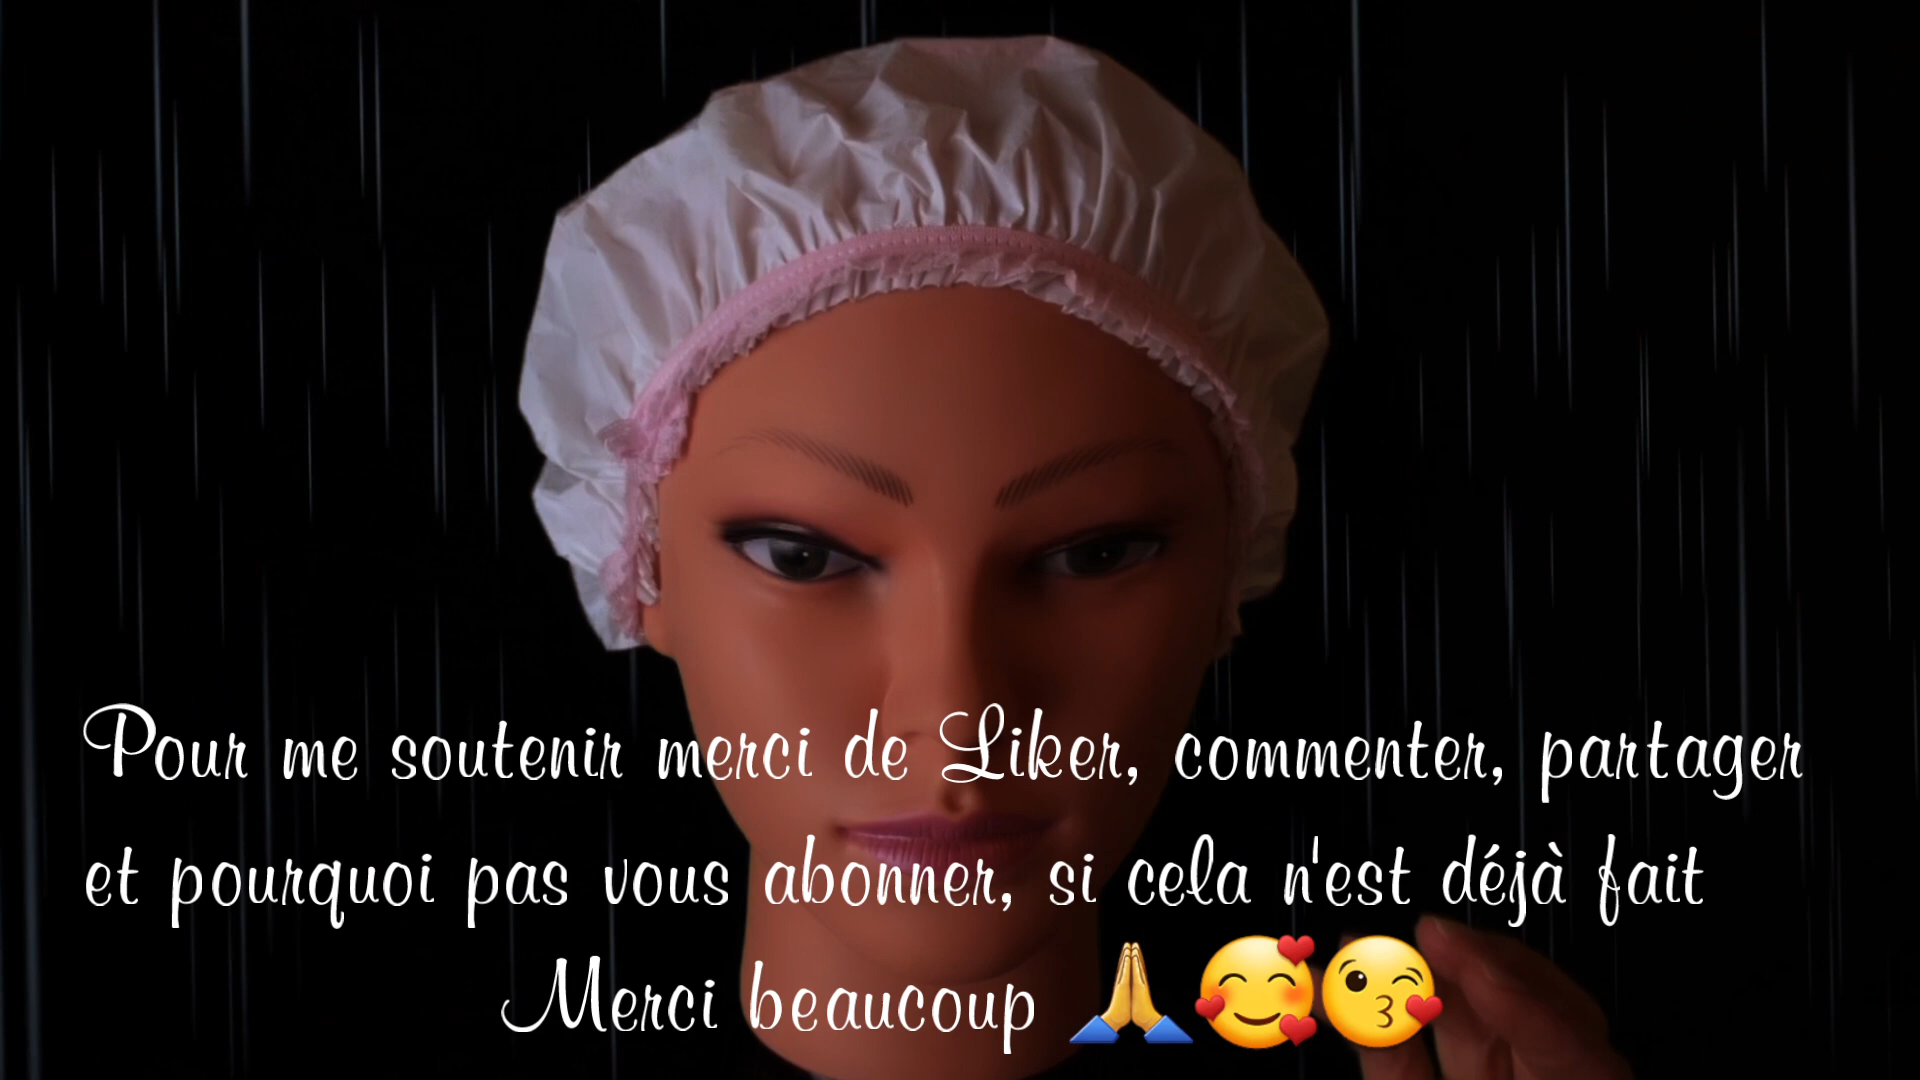 Pour me soutenir merci de Liker, commenter, partager
et pourquoi pas vous abonner, si cela n'est déjà fait
Merci beaucoup 🙏🥰😘